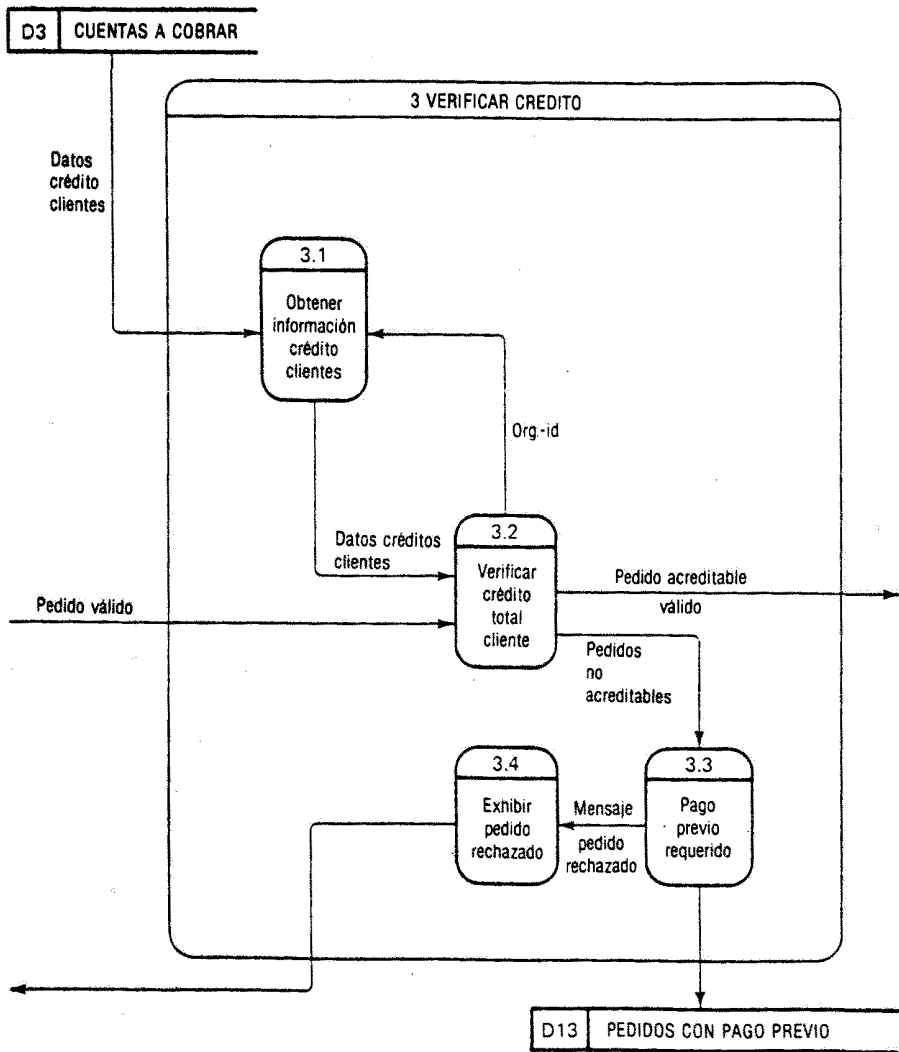 D3 CUENTAS A COBRAR
3 VERIFICAR CREDITO
Datos
crédito
clientes
3.1
Obtener
información
crédito
clientes
Org.-id
Datos créditos
clientes
3.2
Verificar
crédito
total
cliente
Pedido acreditable
válido
Pedido válido
Pedidos
no
acreditables
3.4
Exhibir
pedido
rechazado
Mensaje
pedido
rechazado
3.3
Pago
previo
requerido
D13 PEDIDOS CON PAGO PREVIO